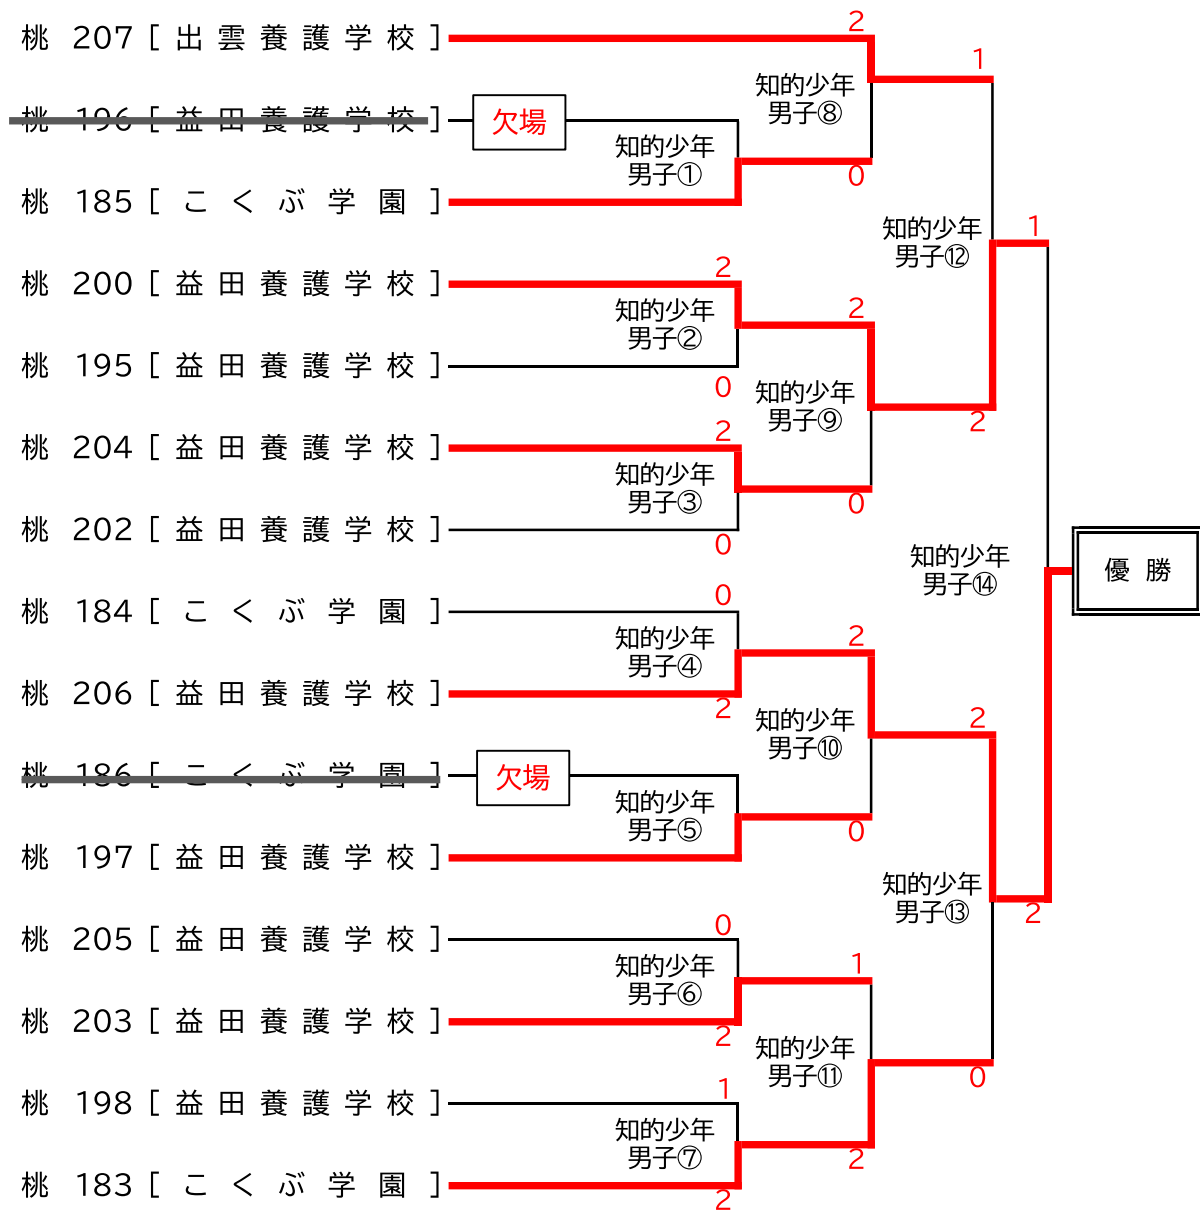 桃 207 [ 出 雲 養 護 学 校 ]
2
1
知的少年
男子⑧
桃 196 [ 益 田 養 護 学 校 ]
欠場
知的少年
男子①
0
桃 185 [ こ く ぶ 学 園 ]
知的少年
男子⑫
1
桃 200 [ 益 田 養 護 学 校 ]
2
知的少年
男子②
2
桃 195 [ 益 田 養 護 学 校 ]
0
知的少年
男子⑨
2
桃 204 [ 益 田 養 護 学 校 ]
2
知的少年
男子③
0
桃 202 [ 益 田 養 護 学 校 ]
0
知的少年
男子⑭
優 勝
桃 184 [ こ く ぶ 学 園 ]
0
知的少年
男子④
2
桃 206 [ 益 田 養 護 学 校 ]
2
知的少年
男子⑩
2
桃 186 [ こ く ぶ 学 園 ]
欠場
知的少年
男子⑤
0
桃 197 [ 益 田 養 護 学 校 ]
知的少年
男子⑬
2
桃 205 [ 益 田 養 護 学 校 ]
0
知的少年
男子⑥
1
桃 203 [ 益 田 養 護 学 校 ]
2
知的少年
男子⑪
0
桃 198 [ 益 田 養 護 学 校 ]
1
知的少年
男子⑦
2
桃 183 [ こ く ぶ 学 園 ]
2